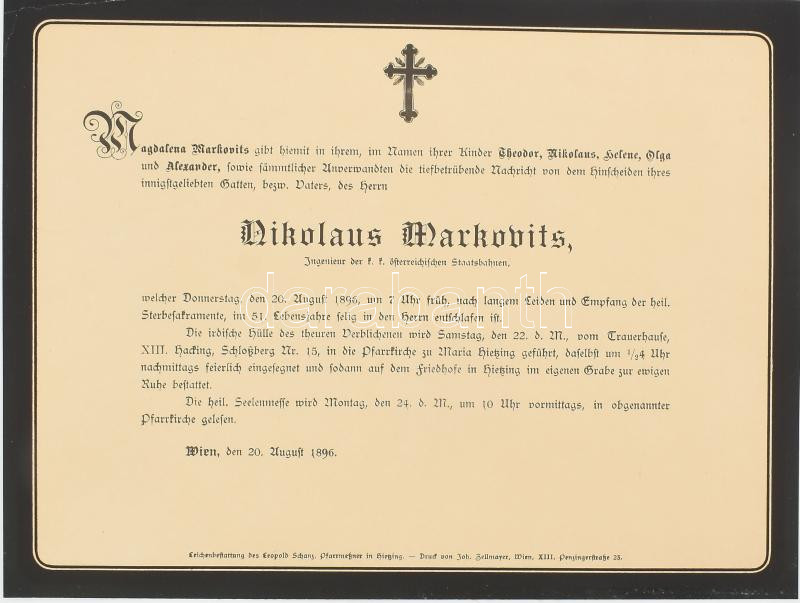 Magdalena Markovits gibt hiemit in ihrem, im Namen ihrer Kinder Theodor, Nikolaus, Helene, Olga
und Alexander, sowie sämmtlicher Anverwandten die tiefbetrübende Nachricht von dem Hinscheiden ihres
innigstgeliebten Gatten, bezw. Vaters, des Herrn
Nikolaus Markovits,
Ingenieur der k. k. österreichischen Staatsbahnen,
welcher Donnerstag, den 20. August 1896, um 7 Uhr früh, nach langem Leiden und Empfang der heil.
Sterbesakramente, im 51. Lebensjahre selig in den Herrn entschlafen ist.
Die irdische Hülle des theuren Verblichenen wird Samstag, den 22. d. M., vom Trauerhause,
XIII. Hacking, Schloßberg Nr. 15, in die Pfarrkirche zu Maria Hietzing geführt, daselbst um 1/24 Uhr
nachmittags feierlich eingesegnet und sodann auf dem Friedhofe in Hietzing im eigenen Grabe zur ewigen
Ruhe bestattet.
Die heil. Seelenmesse wird Montag, den 24. d. M., um 10 Uhr vormittags, in obgenannter
Pfarrkirche gelesen.
Wien, den 20. August 1896.
Leichenbestattung des Leopold Schanz, Pfarrmeßner in Hietzing. — Druck von Joh. Zellmayer, Wien, XIII, Penzingerstraße 23.
darabanth